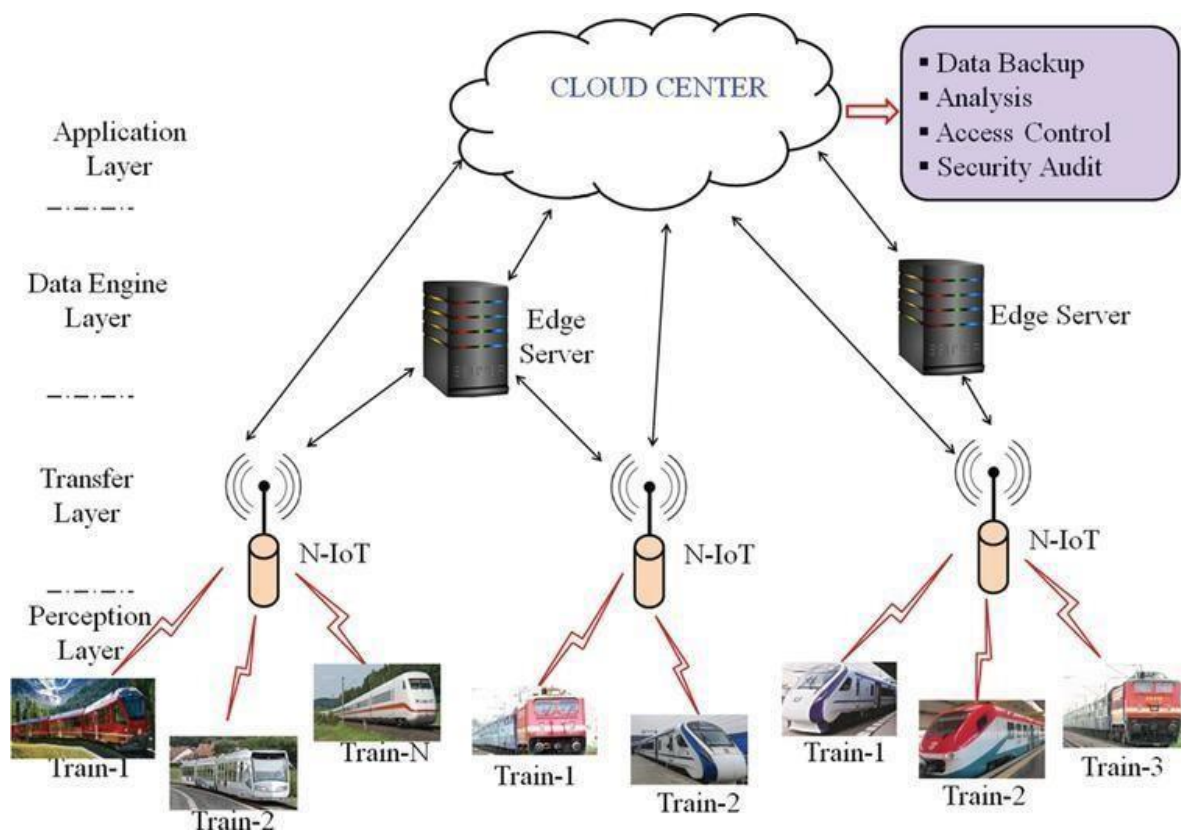 CLOUD CENTER
▪ Data Backup
▪ Analysis
▪ Access Control
▪ Security Audit
Application
Layer
Data Engine
Layer
Edge
Server
Edge Server
Transfer
Layer
N-IoT
N-IoT
N-IoT
Perception
Layer
Train-1
Train-2
Train-N
Train-1
Train-2
Train-1
Train-2
Train-3